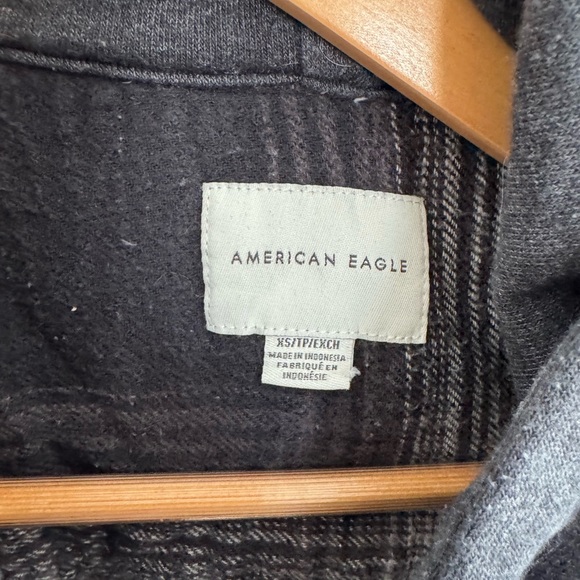 AMERICAN EAGLE
XS/TP/EXCH
MADE IN INDONESIA
FABRIQUÉ EN
INDONÉSIE